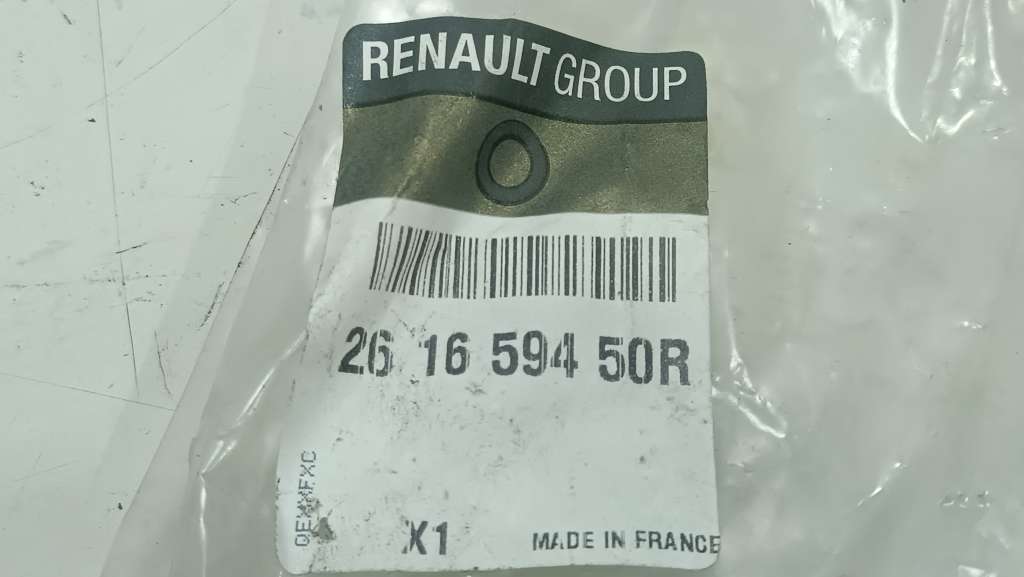 RENAULT GROUP
26 16 594 50R
X1
MADE IN FRANCE